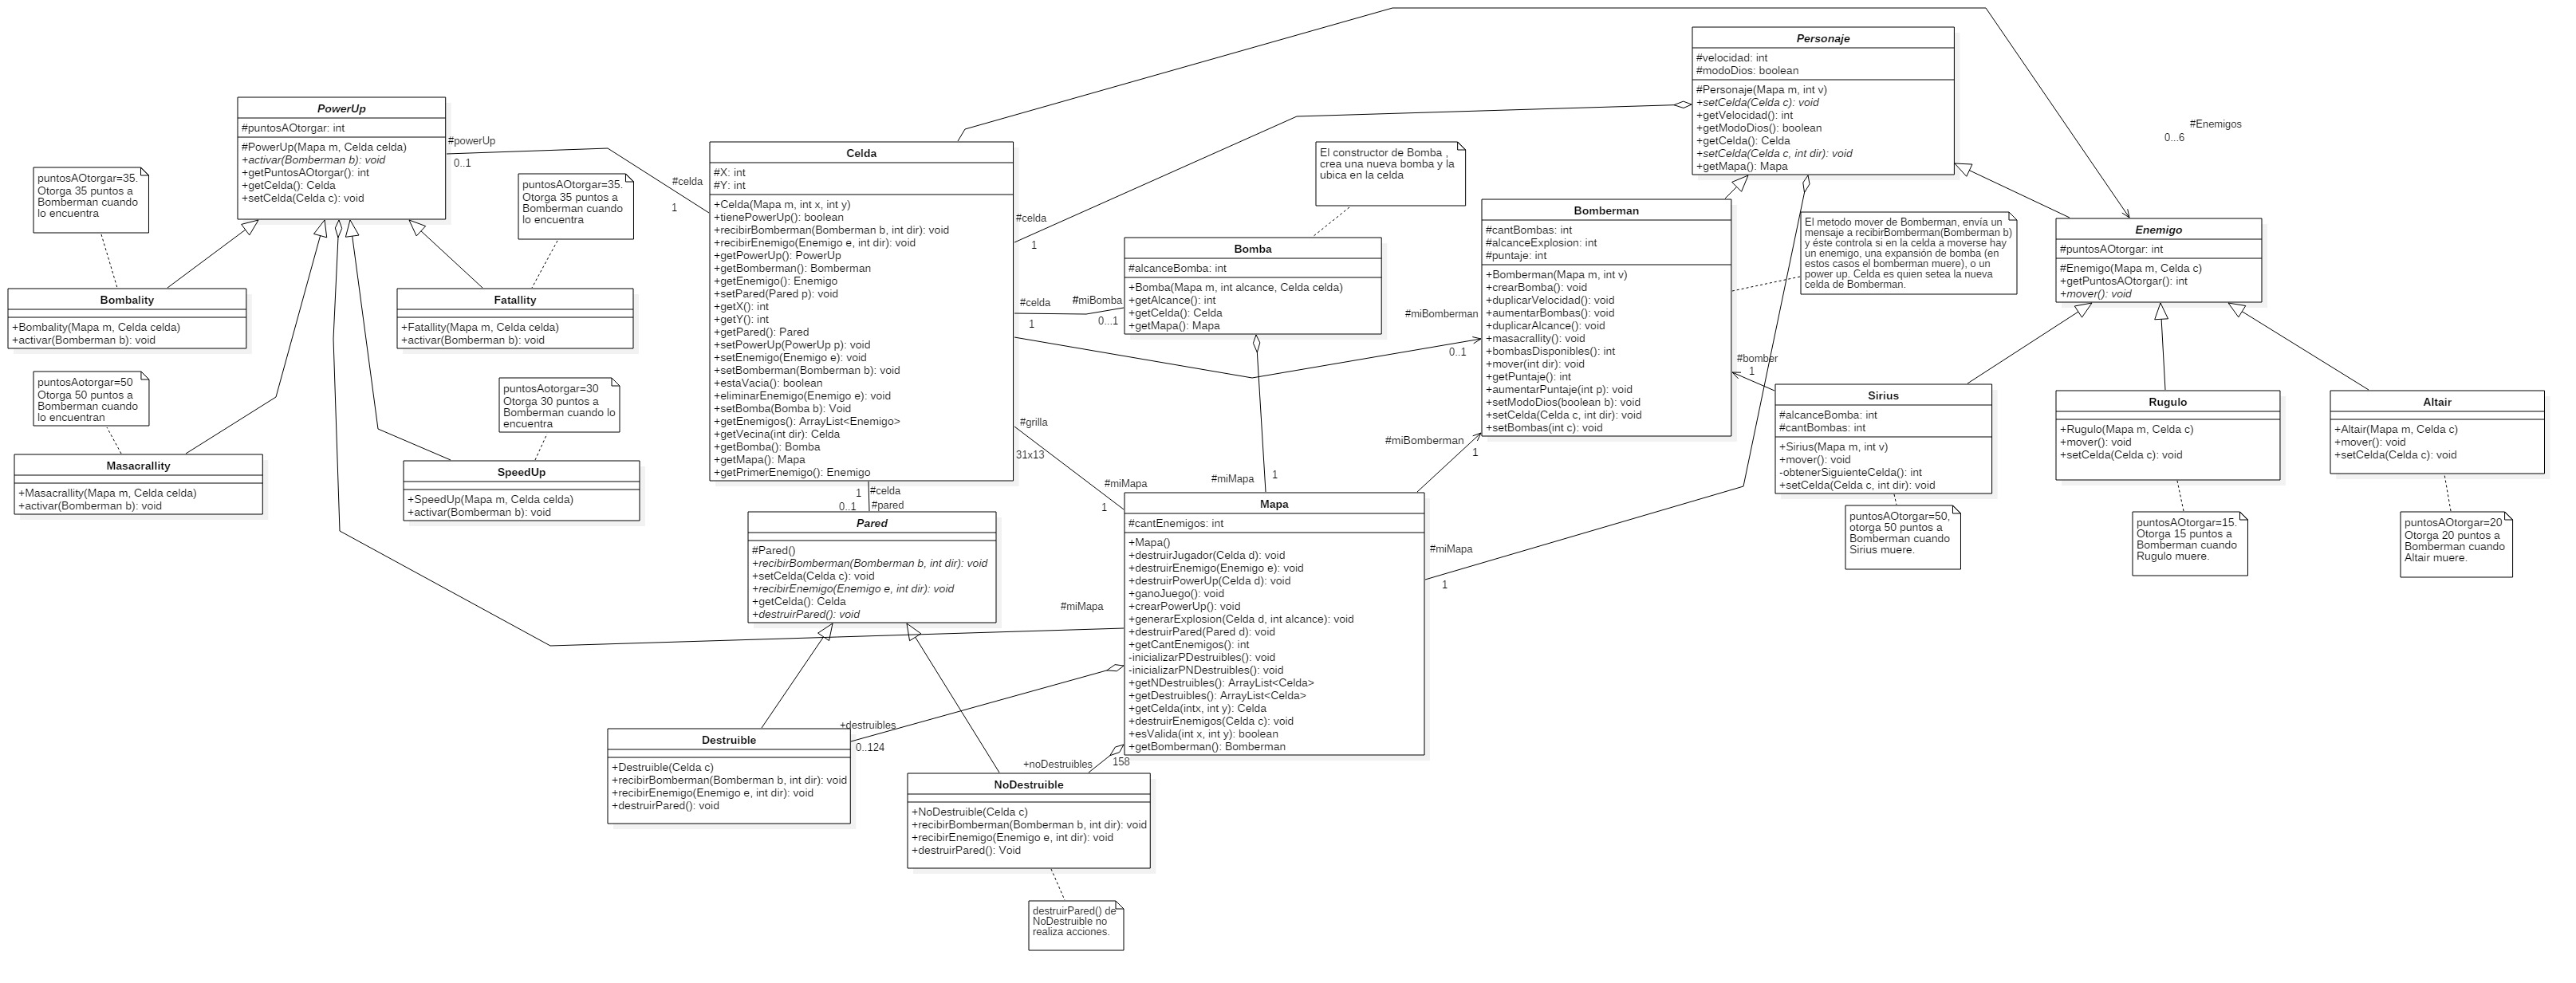 PowerUp
#puntosAOtorgar: int
#PowerUp(Mapa m, Celda celda)
+activar(Bomberman b): void
+getPuntosAOtorgar(): int
+getCelda(): Celda
+setCelda(Celda c): void
#powerUp
0..1
#celda
1
puntosAOtorgar=35.
Otorga 35 puntos a
Bomberman cuando
lo encuentra
puntosAOtorgar=35.
Otorga 35 puntos a
Bomberman cuando
lo encuentra
Bombality
+Bombality(Mapa m, Celda celda)
+activar(Bomberman b): void
Fatallity
+Fatallity(Mapa m, Celda celda)
+activar(Bomberman b): void
puntosAotorgar=50
Otorga 50 puntos a
Bomberman cuando
lo encuentran
puntosAotorgar=30
Otorga 30 puntos a
Bomberman cuando lo
encuentra
Masacrallity
+Masacrallity(Mapa m, Celda celda)
+activar(Bomberman b): void
SpeedUp
+SpeedUp(Mapa m, Celda celda)
+activar(Bomberman b): void
Celda
#X: int
#Y: int
+Celda(Mapa m, int x, int y)
+tienePowerUp(): boolean
+recibirBomberman(Bomberman b, int dir): void
+recibirEnemigo(Enemigo e, int dir): void
+getPowerUp(): PowerUp
+getBomberman(): Bomberman
+getEnemigo(): Enemigo
+setPared(Pared p): void
+getX(): int
+getY(): int
+getPared(): Pared
+setPowerUp(PowerUp p): void
+setEnemigo(Enemigo e): void
+setBomberman(Bomberman b): void
+estaVacia(): boolean
+eliminarEnemigo(Enemigo e): void
+setBomba(Bomba b): Void
+getEnemigos(): ArrayList<Enemigo>
+getVecina(int dir): Celda
+getBomba(): Bomba
+getMapa(): Mapa
+getPrimerEnemigo(): Enemigo
#celda
1
#celda
1
#miBomba
0...1
#grilla
31x13
#miMapa
1
1
#celda
0..1
#pared
Pared
#Pared()
+recibirBomberman(Bomberman b, int dir): void
+setCelda(Celda c): void
+recibirEnemigo(Enemigo e, int dir): void
+getCelda(): Celda
+destruirPared(): void
El constructor de Bomba ,
crea una nueva bomba y la
ubica en la celda
Bomba
#alcanceBomba: int
+Bomba(Mapa m, int alcance, Celda celda)
+getAlcance(): int
+getCelda(): Celda
+getMapa(): Mapa
#miBomberman
0..1
#miMapa
1
#miBomberman
1
Mapa
#cantEnemigos: int
+Mapa()
+destruirJugador(Celda d): void
+destruirEnemigo(Enemigo e): void
+destruirPowerUp(Celda d): void
+ganoJuego(): void
+crearPowerUp(): void
+generarExplosion(Celda d, int alcance): void
+destruirPared(Pared d): void
+getCantEnemigos(): int
-inicializarPDestruibles(): void
-inicializarPNDestruibles(): void
+getNDestruibles(): ArrayList<Celda>
+getDestruibles(): ArrayList<Celda>
+getCelda(intx, int y): Celda
+destruirEnemigos(Celda c): void
+esValida(int x, int y): boolean
+getBomberman(): Bomberman
#miMapa
#miMapa
1
+destruibles
0..124
+noDestruibles
158
Destruible
+Destruible(Celda c)
+recibirBomberman(Bomberman b, int dir): void
+recibirEnemigo(Enemigo e, int dir): void
+destruirPared(): void
NoDestruible
+NoDestruible(Celda c)
+recibirBomberman(Bomberman b, int dir): void
+recibirEnemigo(Enemigo e, int dir): void
+destruirPared(): Void
destruirPared() de
NoDestruible no
realiza acciones.
Personaje
#velocidad: int
#modoDios: boolean
#Personaje(Mapa m, int v)
+setCelda(Celda c): void
+getVelocidad(): int
+getModoDios(): boolean
+getCelda(): Celda
+setCelda(Celda c, int dir): void
+getMapa(): Mapa
#Enemigos
0...6
Bomberman
#cantBombas: int
#alcanceExplosion: int
#puntaje: int
+Bomberman(Mapa m, int v)
+crearBomba(): void
+duplicarVelocidad(): void
+aumentarBombas(): void
+duplicarAlcance(): void
+masacrallity(): void
+bombasDisponibles(): int
+mover(int dir): void
+getPuntaje(): int
+aumentarPuntaje(int p): void
+setModoDios(boolean b): void
+setCelda(Celda c, int dir): void
+setBombas(int c): void
El metodo mover de Bomberman, envía un
mensaje a recibirBomberman(Bomberman b)
y éste controla si en la celda a moverse hay
un enemigo, una expansión de bomba (en
estos casos el bomberman muere), o un
power up. Celda es quien setea la nueva
celda de Bomberman.
Enemigo
#puntosAOtorgar: int
#Enemigo(Mapa m, Celda c)
+getPuntosAOtorgar(): int
+mover(): void
#bomber
1
Sirius
#alcanceBomba: int
#cantBombas: int
+Sirius(Mapa m, int v)
+mover(): void
-obtenerSiguienteCelda(): int
+setCelda(Celda c, int dir): void
Rugulo
+Rugulo(Mapa m, Celda c)
+mover(): void
+setCelda(Celda c): void
Altair
+Altair(Mapa m, Celda c)
+mover(): void
+setCelda(Celda c): void
puntosAOtorgar=50,
otorga 50 puntos a
Bomberman cuando
Sirius muere.
puntosAOtorgar=15.
Otorga 15 puntos a
Bomberman cuando
Rugulo muere.
puntosAOtorgar=20
Otorga 20 puntos a
Bomberman cuando
Altair muere.